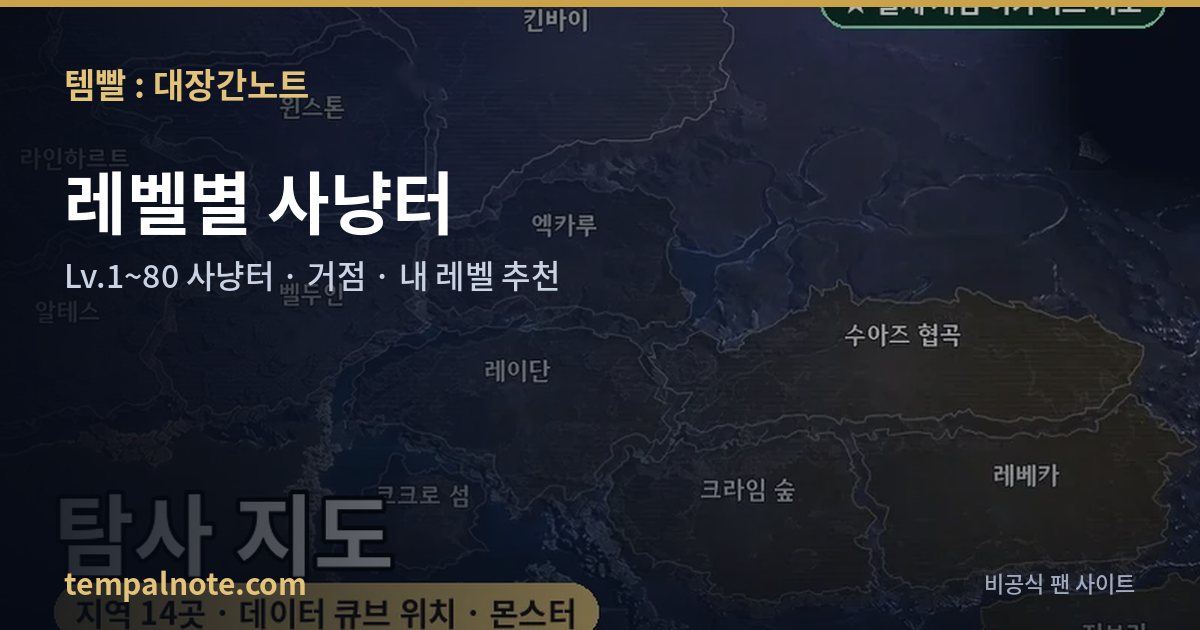 킨바이
템빨 : 대장간노트
윈스톤
라인하르트
레벨별 사냥터
엑카루
Lv.1~80 사냥터 · 거점 · 내 레벨 추천
벨두인
알테스
수아즈 협곡
레이단
레베카
크라임 숲
코크로 섬
탐사 지도
tempalnote.com
비공식 팬 사이트
지역 14곳 · 데이터 큐브 위치 · 몬스터